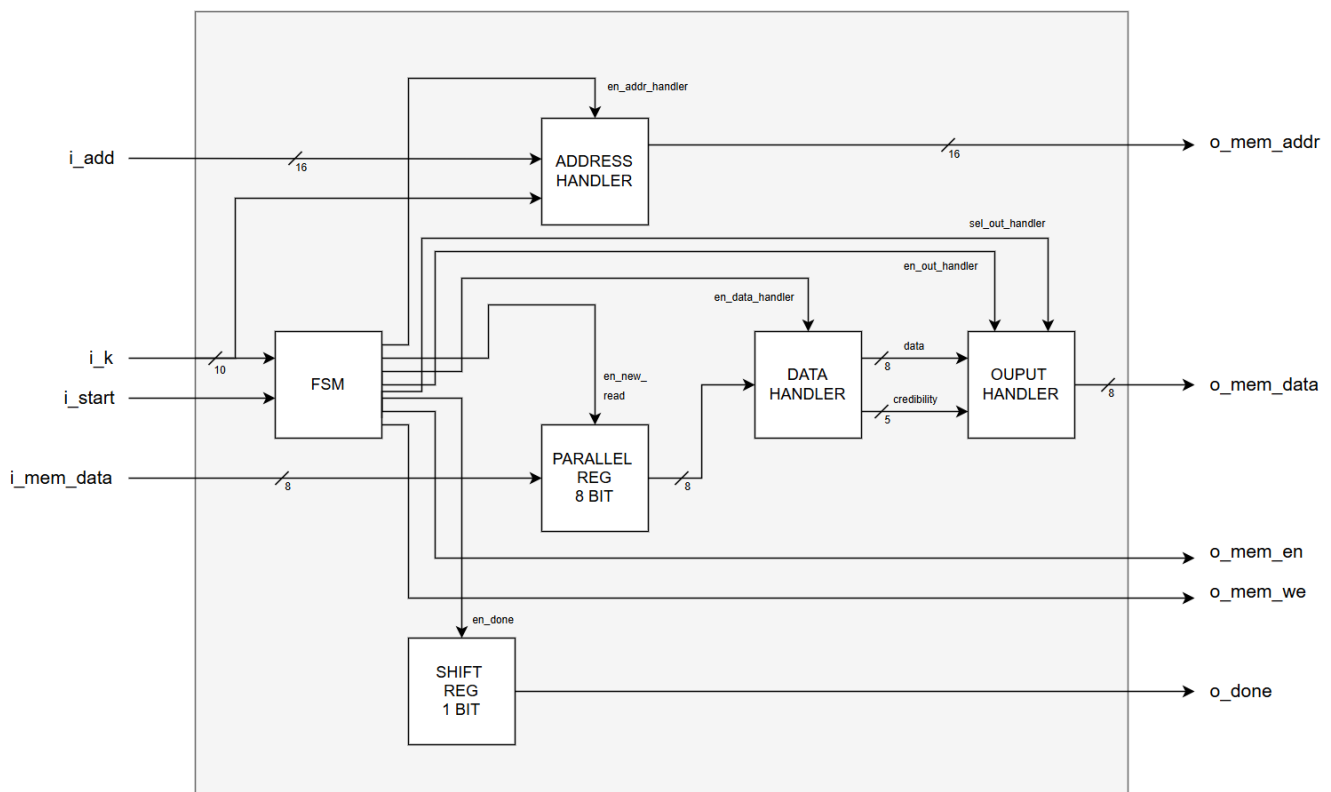 en_addr_handler
i_add
16
ADDRESS
HANDLER
16
o_mem_addr
sel_out_handler
en_out_handler
en_data_handler
i_k
10
i_start
FSM
en_new_
read
DATA
HANDLER
data
8
credibility
5
OUPUT
HANDLER
8
o_mem_data
i_mem_data
8
PARALLEL
REG
8 BIT
8
o_mem_en
o_mem_we
en_done
SHIFT
REG
1 BIT
o_done